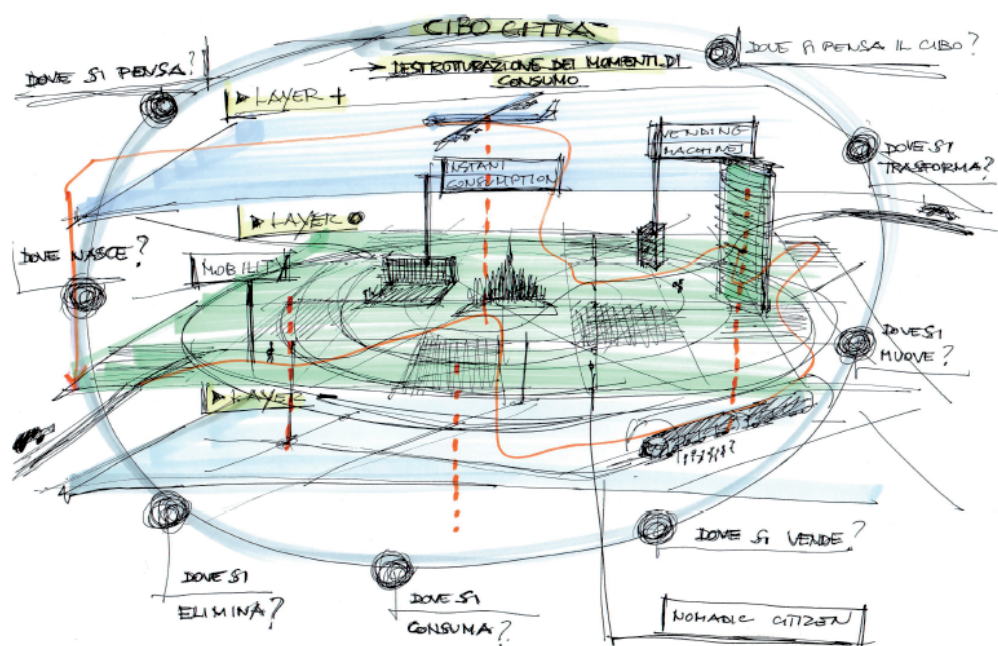 CIBO CITTA
DESTRUTTURAZIONE DEI MOMENTI DI
CONSUMO
DOVE SI PENSA?
DOVE SI PENSA IL CIBO?
LAYER +
VENDING
MACHINES
INSTANT
CONSUMPTION
DOVE SI
TRASFORMA?
LAYER 0
DOVE NASCE?
MOBILITY
DOVE SI
MUOVE?
LAYER -
DOVE SI VENDE?
DOVE SI
ELIMINA?
DOVE SI
CONSUMA?
NOMADIC CITIZEN